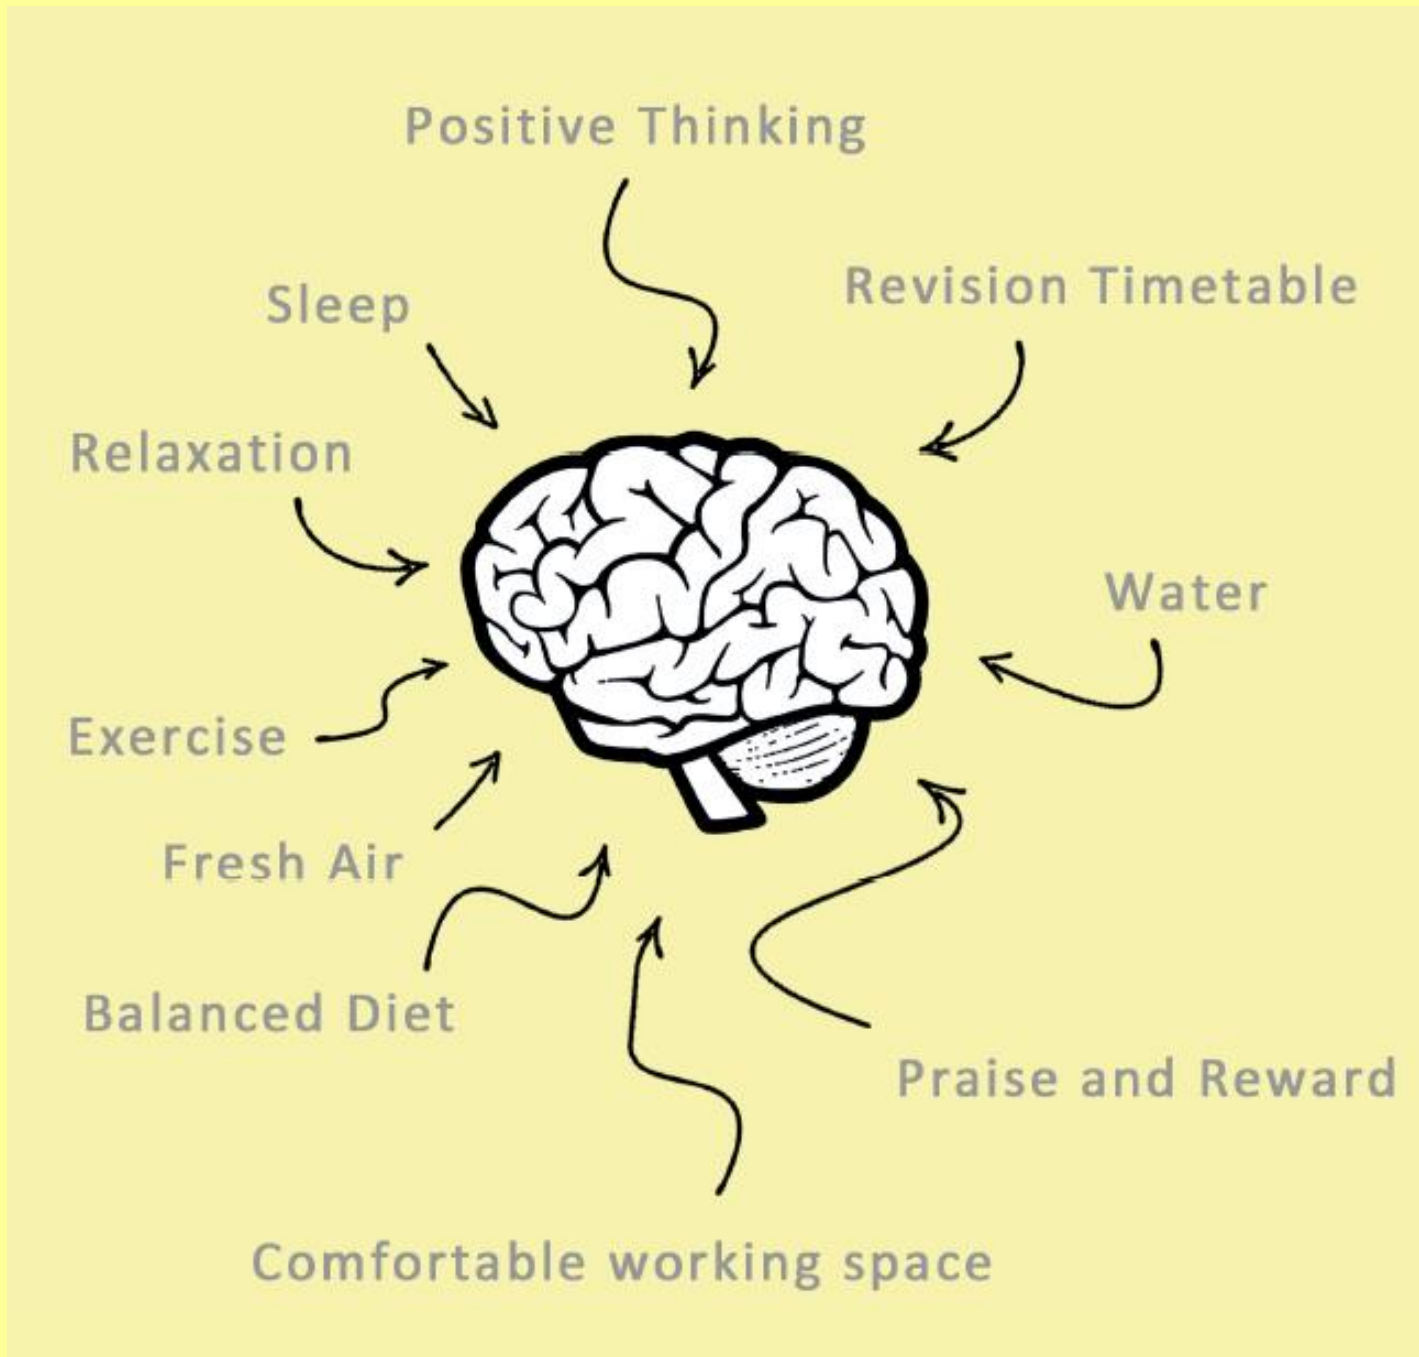 Positive Thinking
Revision Timetable
Sleep
Relaxation
Water
Exercise
Fresh Air
Balanced Diet
Praise and Reward
Comfortable working space